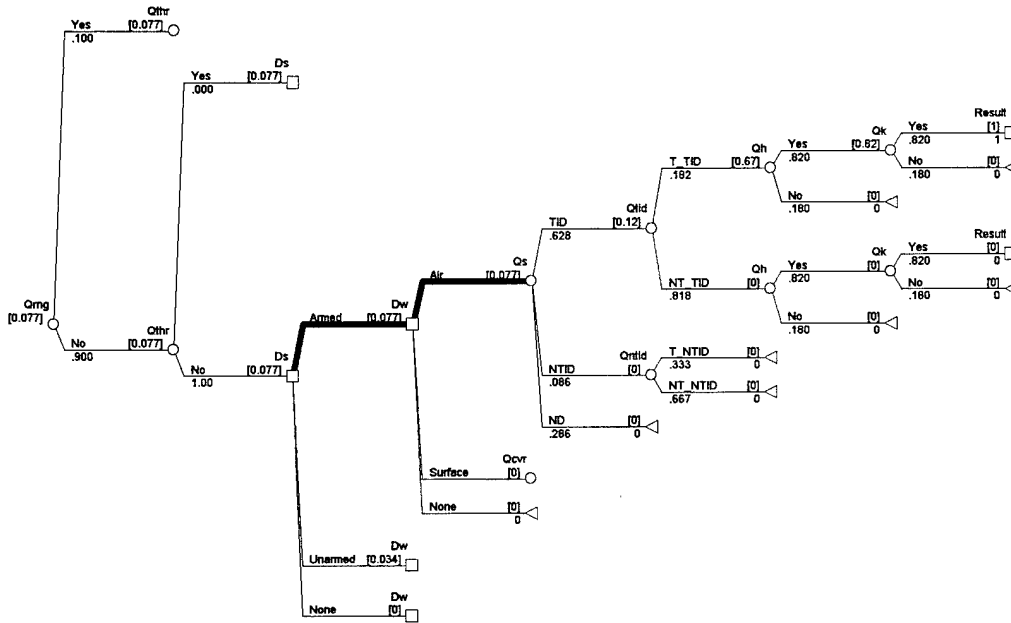 Qthr
Yes [0.077]
.100
Ds
Yes [0.077]
.000
Result
Qk Yes [1]
Qh Yes [0.82] .820 1
T_TID [0.67] .820 No [0]
.182 .180 0
Qtid No [0]
TID [0.12] .180 0
.628
Result
Qk Yes [0]
Qs Qh Yes [0] .820 0
Air [0.077] NT_TID [0] .820 No [0]
.818 .180 0
Dw No [0]
Qrng Armed [0.077] .180 0
[0.077]
Qthr
No [0.077] Ds Qntid T_NTID [0]
.900 No [0.077] NTID [0] .333 0
1.00 .086 NT_NTID [0]
.667 0
ND [0]
.286 0
Qcvr
Surface [0]
None [0]
0
Dw
Unarmed [0.034]
Dw
None [0]